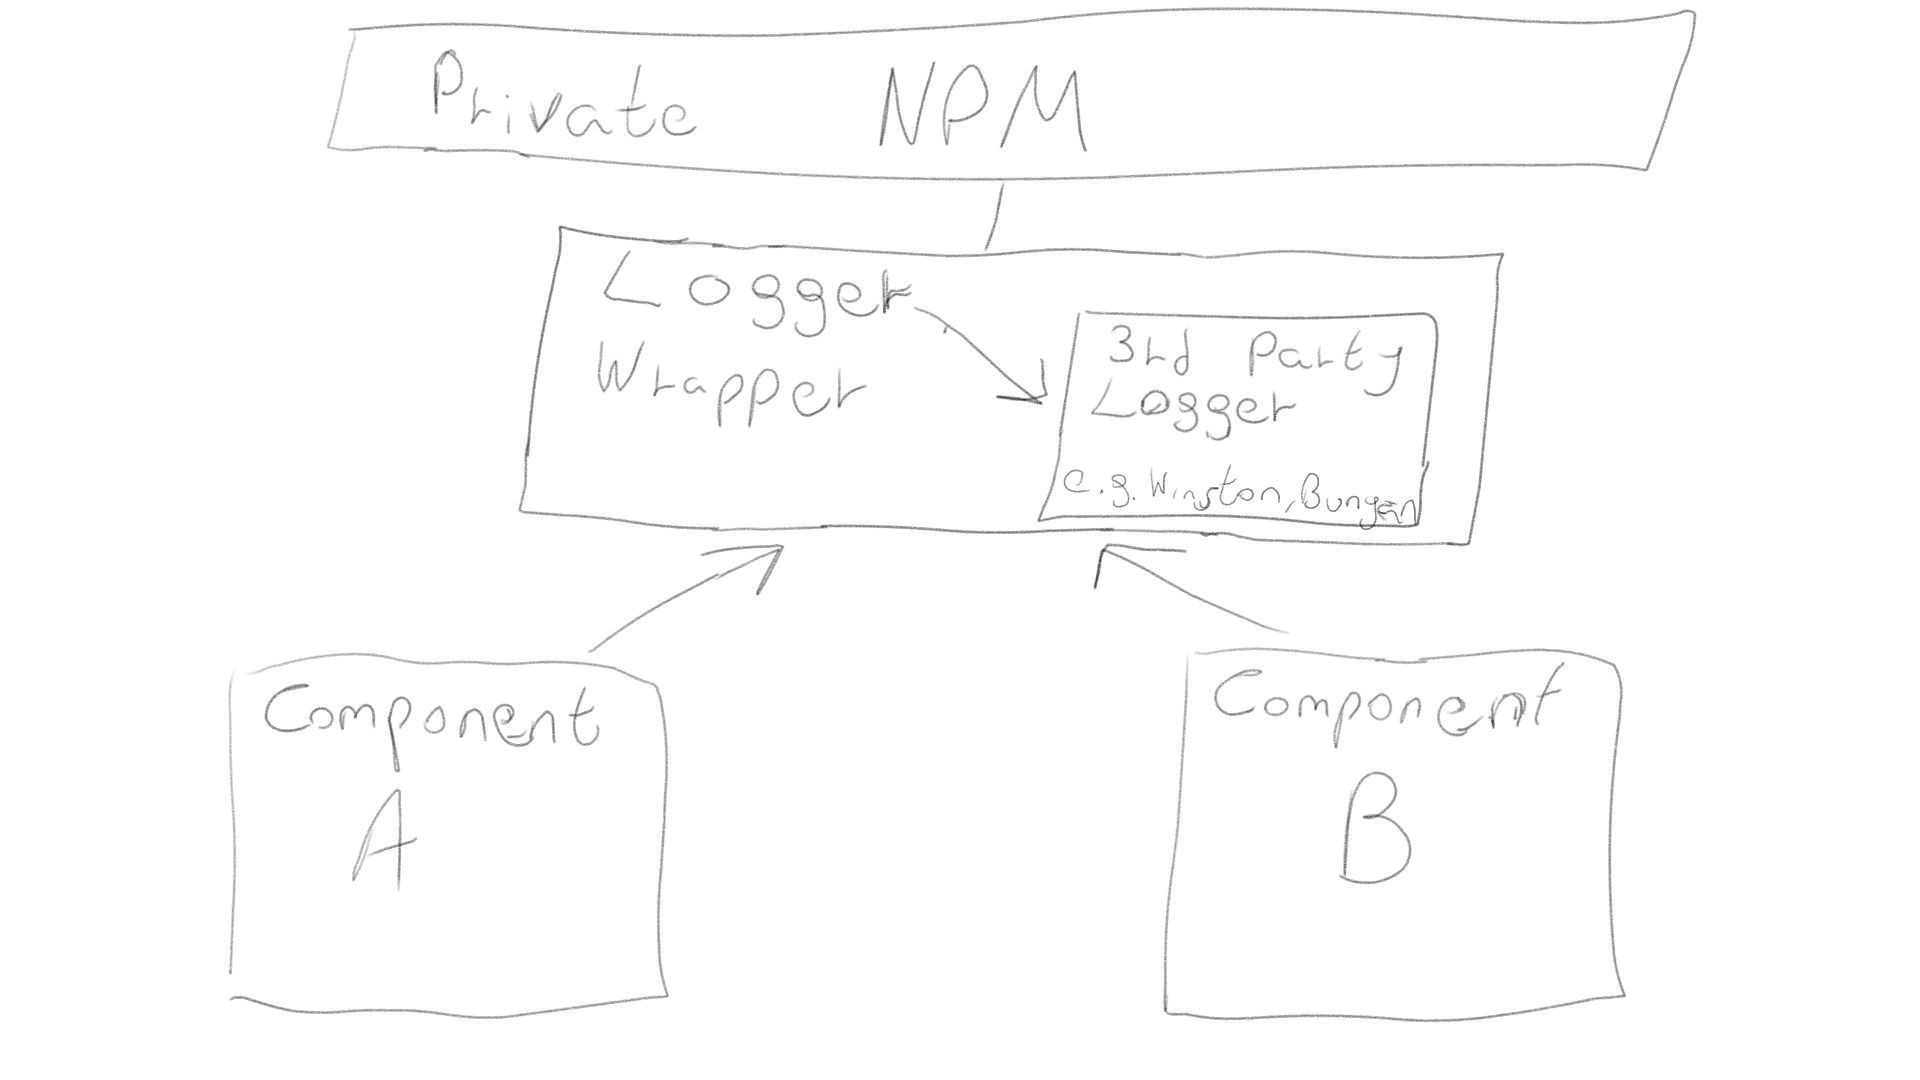 Private NPM
Logger
Wrapper
3rd Party
Logger
e.g. Winston, Bunyan
Component
A
Component
B